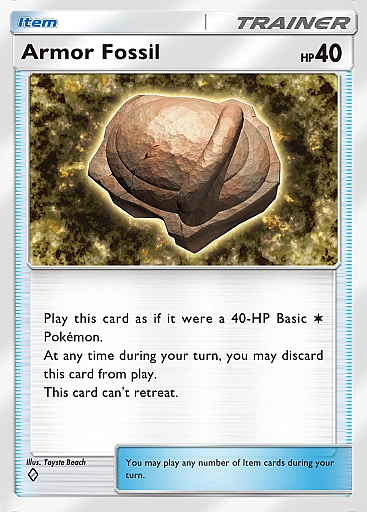 Item
TRAINER
Armor Fossil
HP40
Play this card as if it were a 40-HP Basic
Pokémon.
At any time during your turn, you may discard
this card from play.
This card can't retreat.
Illus. Toyste Beach
You may play any number of Item cards during your
turn.